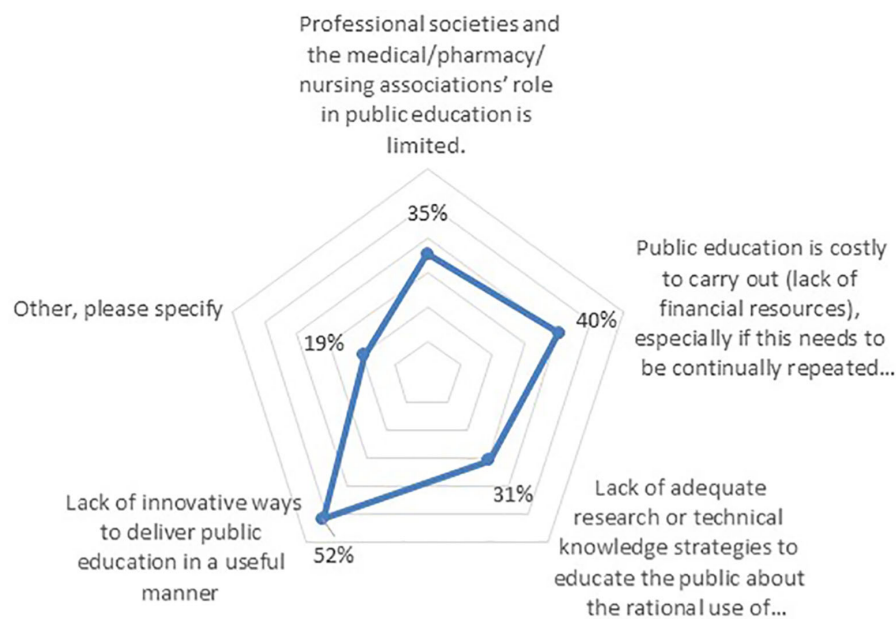 Professional societies and
the medical/pharmacy/
nursing associations' role
in public education is
limited.
35%
Public education is costly
to carry out (lack of
financial resources),
especially if this needs to
be continually repeated...
40%
Other, please specify
19%
Lack of innovative ways
to deliver public
education in a useful
manner
52%
31%
Lack of adequate
research or technical
knowledge strategies to
educate the public about
the rational use of...